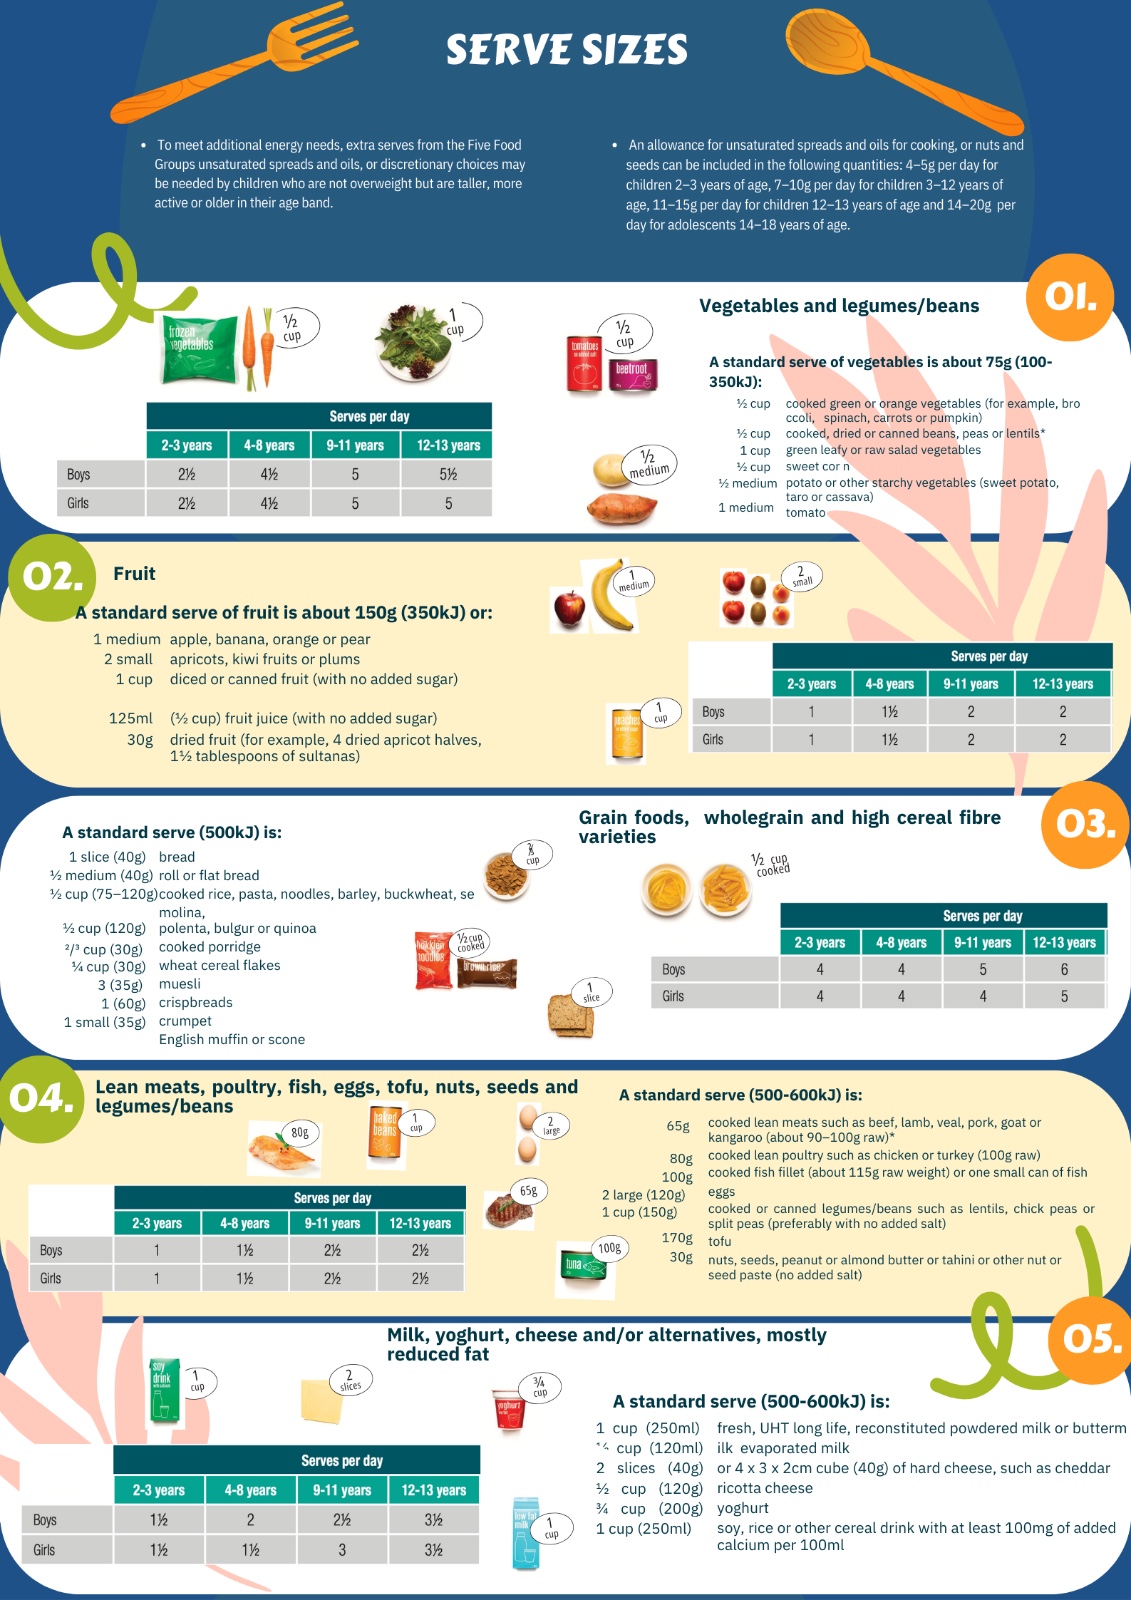 SERVE SIZES
• To meet additional energy needs, extra serves from the Five Food
Groups unsaturated spreads and oils, or discretionary choices may
be needed by children who are not overweight but are taller, more
active or older in their age band.
• An allowance for unsaturated spreads and oils for cooking, or nuts and
seeds can be included in the following quantities: 4–5g per day for
children 2–3 years of age, 7–10g per day for children 3–12 years of
age, 11–15g per day for children 12–13 years of age and 14–20g per
day for adolescents 14–18 years of age.
01.
Vegetables and legumes/beans
frozen
vegetables
½
cup
1
cup
tomatoes
no added salt
beetroot
½
cup
½
medium
A standard serve of vegetables is about 75g (100-
350kJ):
½ cup cooked green or orange vegetables (for example, bro
ccoli, spinach, carrots or pumpkin)
½ cup cooked, dried or canned beans, peas or lentils*
1 cup green leafy or raw salad vegetables
½ cup sweet cor n
½ medium potato or other starchy vegetables (sweet potato,
taro or cassava)
1 medium tomato
Serves per day
2-3 years 4-8 years 9-11 years 12-13 years
Boys 2½ 4½ 5 5½
Girls 2½ 4½ 5 5
02.
Fruit
A standard serve of fruit is about 150g (350kJ) or:
1 medium apple, banana, orange or pear
2 small apricots, kiwi fruits or plums
1 cup diced or canned fruit (with no added sugar)
125ml (½ cup) fruit juice (with no added sugar)
30g dried fruit (for example, 4 dried apricot halves,
1½ tablespoons of sultanas)
1
medium
2
small
peaches
1
cup
Serves per day
2-3 years 4-8 years 9-11 years 12-13 years
Boys 1 1½ 2 2
Girls 1 1½ 2 2
03.
Grain foods, wholegrain and high cereal fibre
varieties
A standard serve (500kJ) is:
1 slice (40g) bread
½ medium (40g) roll or flat bread
½ cup (75–120g) cooked rice, pasta, noodles, barley, buckwheat, se
molina,
½ cup (120g) polenta, bulgur or quinoa
²/³ cup (30g) cooked porridge
¼ cup (30g) wheat cereal flakes
3 (35g) muesli
1 (60g) crispbreads
1 small (35g) crumpet
English muffin or scone
⅔
cup
½ cup
cooked
hokkien
noodles
brown rice
½ cup
cooked
1
slice
Serves per day
2-3 years 4-8 years 9-11 years 12-13 years
Boys 4 4 5 6
Girls 4 4 4 5
04.
Lean meats, poultry, fish, eggs, tofu, nuts, seeds and
legumes/beans
80g
baked
beans
1
cup
2
large
65g
tuna
100g
A standard serve (500-600kJ) is:
65g cooked lean meats such as beef, lamb, veal, pork, goat or
kangaroo (about 90–100g raw)*
80g cooked lean poultry such as chicken or turkey (100g raw)
100g cooked fish fillet (about 115g raw weight) or one small can of fish
2 large (120g) eggs
1 cup (150g) cooked or canned legumes/beans such as lentils, chick peas or
split peas (preferably with no added salt)
170g tofu
30g nuts, seeds, peanut or almond butter or tahini or other nut or
seed paste (no added salt)
Serves per day
2-3 years 4-8 years 9-11 years 12-13 years
Boys 1 1½ 2½ 2½
Girls 1 1½ 2½ 2½
05.
Milk, yoghurt, cheese and/or alternatives, mostly
reduced fat
soy
drink
1
cup
2
slices
yoghurt
¾
cup
low fat
milk
1
cup
A standard serve (500-600kJ) is:
1 cup (250ml) fresh, UHT long life, reconstituted powdered milk or butterm
cup (120ml) ilk evaporated milk
2 slices (40g) or 4 x 3 x 2cm cube (40g) of hard cheese, such as cheddar
½ cup (120g) ricotta cheese
¾ cup (200g) yoghurt
1 cup (250ml) soy, rice or other cereal drink with at least 100mg of added
calcium per 100ml
Serves per day
2-3 years 4-8 years 9-11 years 12-13 years
Boys 1½ 2 2½ 3½
Girls 1½ 1½ 3 3½